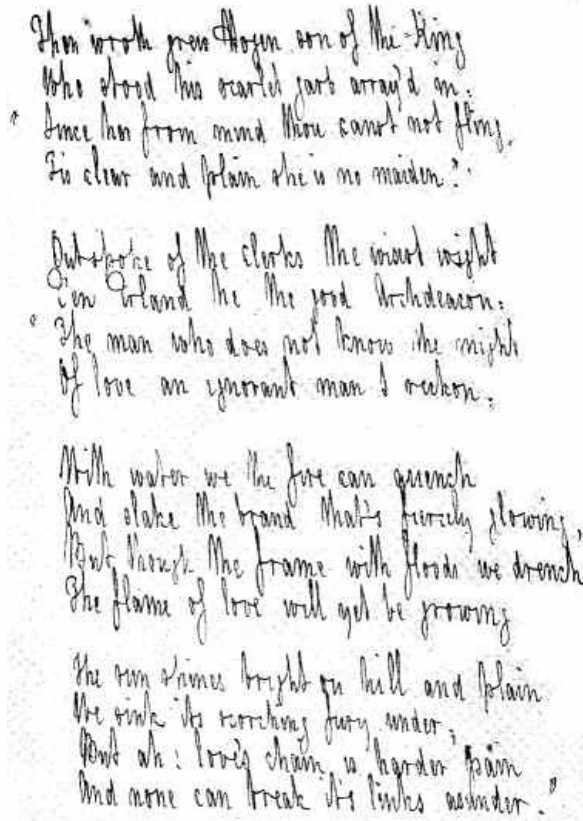 Then wroth grew Hogen son of the King
Who stood his scarlet garb array'd in:
"Since her from mind thou canst not fling,
Tis clear and plain she is no maiden."

Outspoke of the clerks the wisest wight
Een Erland he the good Archdeacon:
"The man who does not know the might
Of love an ignorant man I reckon.

With water we the fire can quench
And slake the brand that's fiercely glowing,
But though the frame with floods we drench
The flame of love will yet be growing

The sun shines bright on hill and plain
We sink its scorching fury under,
But ah: love's chain is harder pain
And none can break its links asunder."